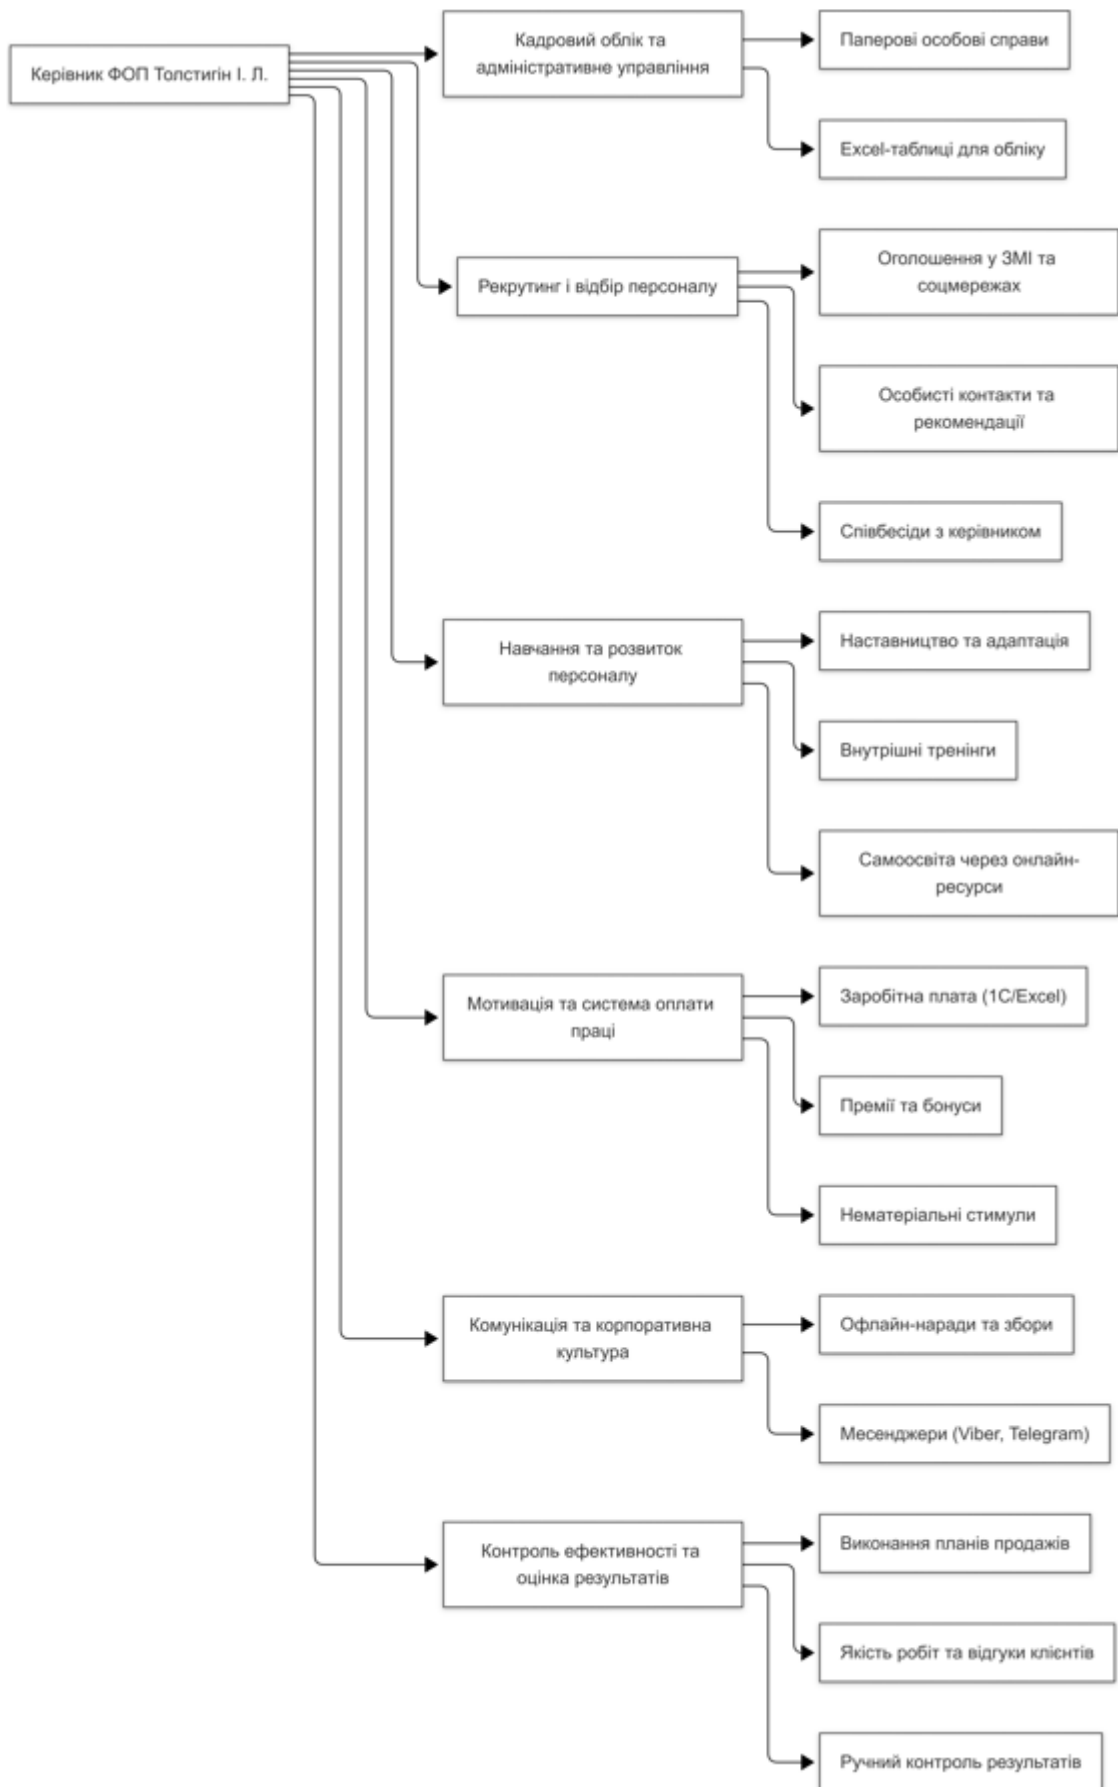 Керівник ФОП Толстигін І. Л.
Кадровий облік та
адміністративне управління
Паперові особові справи
Excel-таблиці для обліку
Рекрутинг і відбір персоналу
Оголошення у ЗМІ та
соцмережах
Особисті контакти та
рекомендації
Співбесіди з керівником
Навчання та розвиток
персоналу
Наставництво та адаптація
Внутрішні тренінги
Самоосвіта через онлайн-
ресурси
Мотивація та система оплати
праці
Заробітна плата (1С/Excel)
Премії та бонуси
Нематеріальні стимули
Комунікація та корпоративна
культура
Офлайн-наради та збори
Месенджери (Viber, Telegram)
Контроль ефективності та
оцінка результатів
Виконання планів продажів
Якість робіт та відгуки клієнтів
Ручний контроль результатів